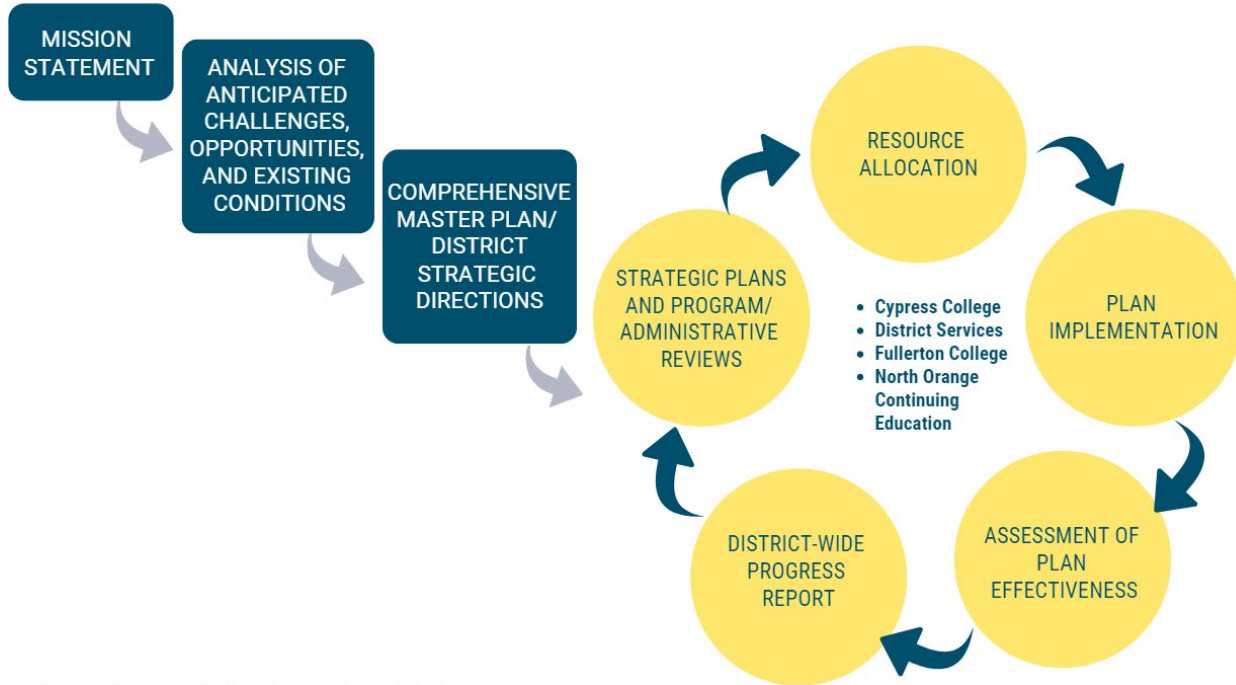 MISSION
STATEMENT
ANALYSIS OF
ANTICIPATED
CHALLENGES,
OPPORTUNITIES,
AND EXISTING
CONDITIONS
COMPREHENSIVE
MASTER PLAN/
DISTRICT
STRATEGIC
DIRECTIONS
STRATEGIC PLANS
AND PROGRAM/
ADMINISTRATIVE
REVIEWS
RESOURCE
ALLOCATION
PLAN
IMPLEMENTATION
ASSESSMENT OF
PLAN
EFFECTIVENESS
DISTRICT-WIDE
PROGRESS
REPORT
• Cypress College
• District Services
• Fullerton College
• North Orange
Continuing
Education